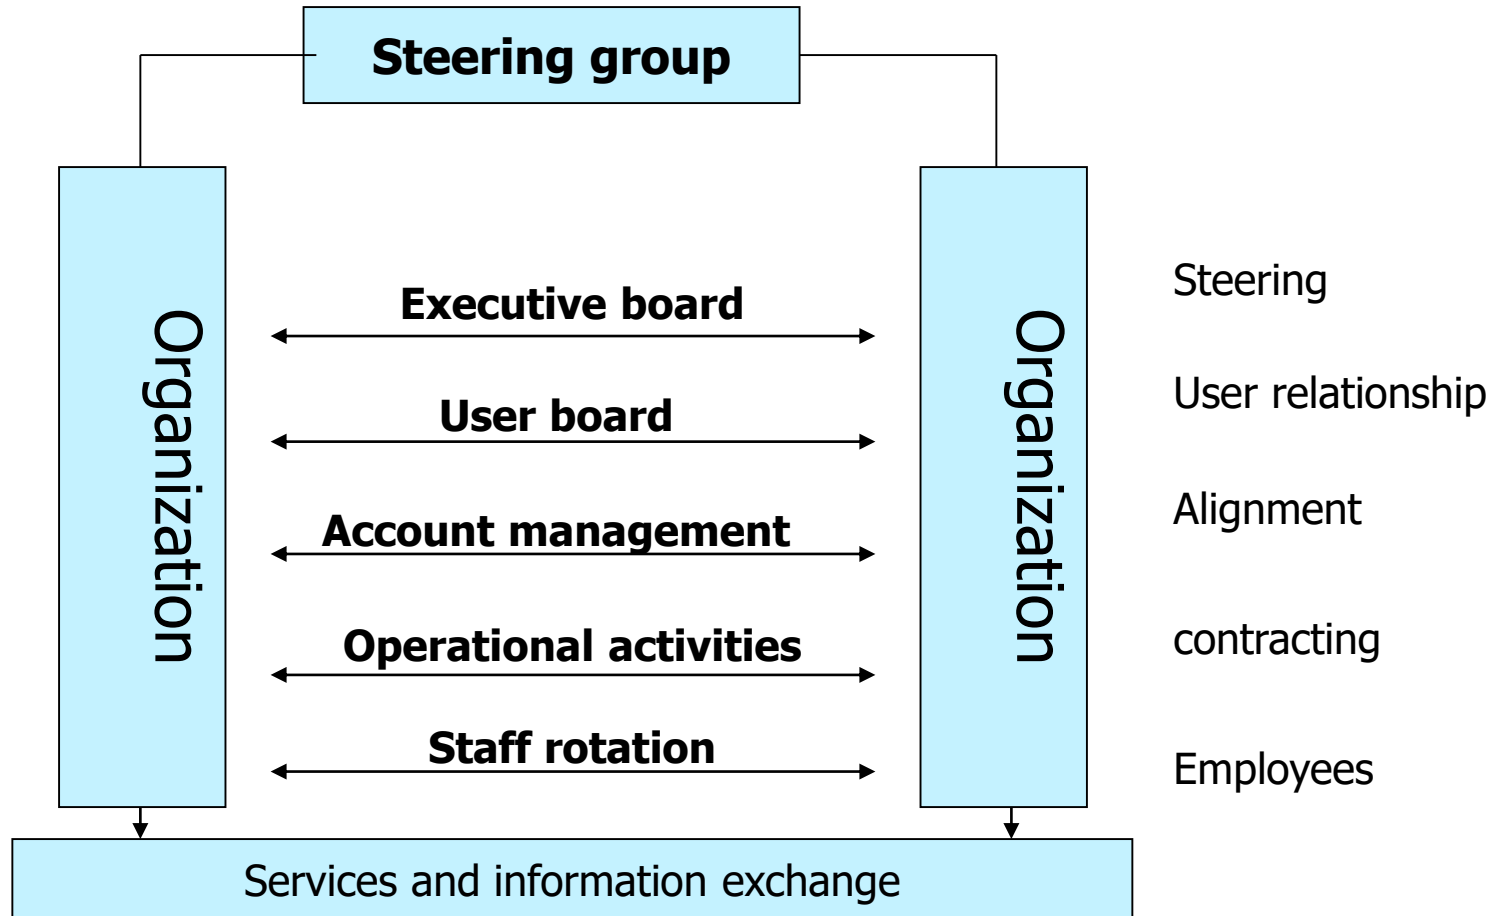 Steering group
Organization
Executive board
User board
Account management
Operational activities
Staff rotation
Organization
Steering
User relationship
Alignment
contracting
Employees
Services and information exchange